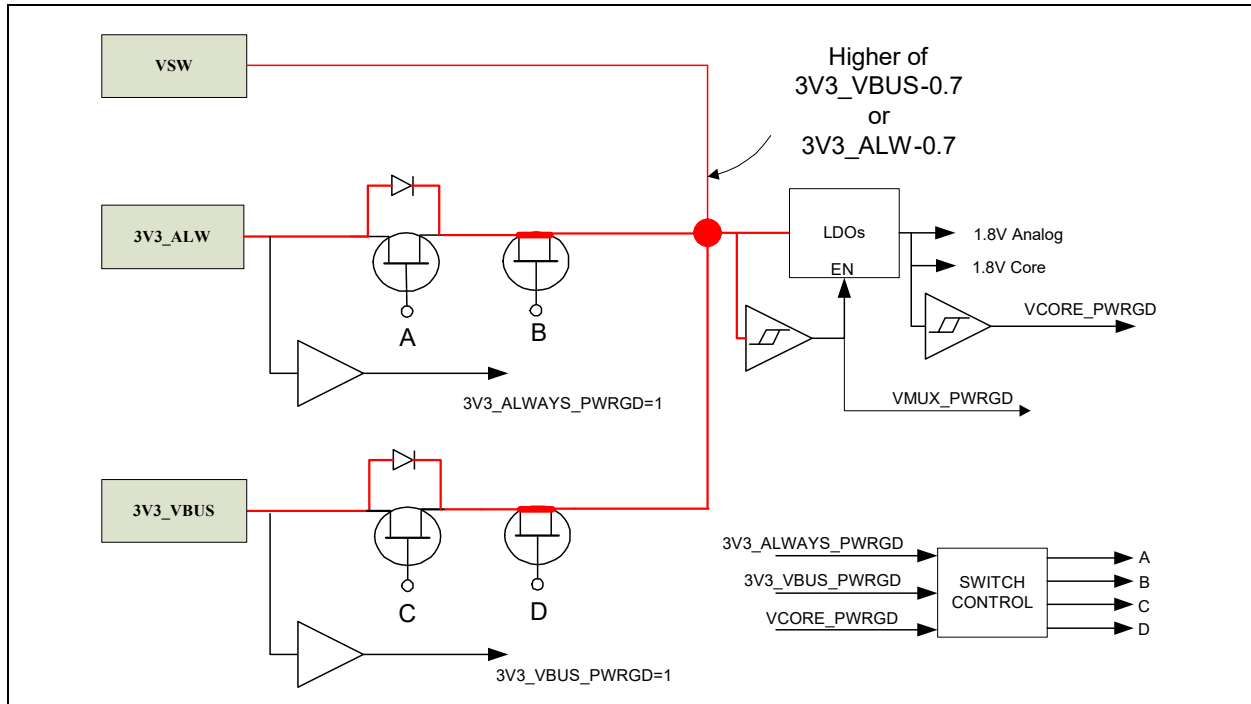 VSW
Higher of
3V3_VBUS-0.7
or
3V3_ALW-0.7
3V3_ALW
A
B
LDOs
EN
1.8V Analog
1.8V Core
VCORE_PWRGD
3V3_ALWAYS_PWRGD=1
VMUX_PWRGD
3V3_VBUS
C
D
3V3_VBUS_PWRGD=1
3V3_ALWAYS_PWRGD
3V3_VBUS_PWRGD
VCORE_PWRGD
SWITCH
CONTROL
A
B
C
D